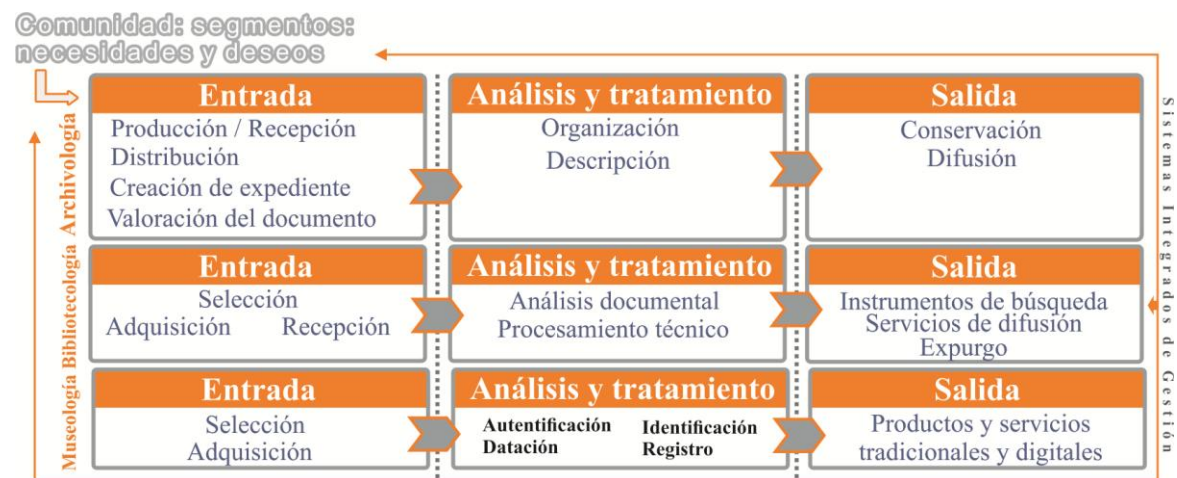 Comunidad: segmentos:
necesidades y deseos
Archivología
Entrada
Producción / Recepción
Distribución
Creación de expediente
Valoración del documento
Análisis y tratamiento
Organización
Descripción
Salida
Conservación
Difusión
Bibliotecología
Entrada
Selección
Adquisición Recepción
Análisis y tratamiento
Análisis documental
Procesamiento técnico
Salida
Instrumentos de búsqueda
Servicios de difusión
Expurgo
Museología
Entrada
Selección
Adquisición
Análisis y tratamiento
Autentificación Identificación
Datación Registro
Salida
Productos y servicios
tradicionales y digitales
Sistemas Integrados de Gestión